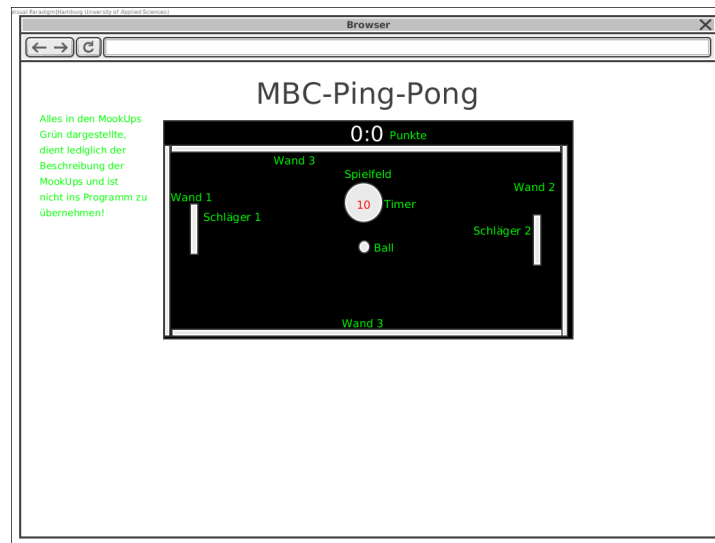 Visual Paradigm(Hamburg University of Applied Sciences)
Browser
MBC-Ping-Pong
Alles in den MookUps
Grün dargestellte,
dient lediglich der
Beschreibung der
MookUps und ist
nicht ins Programm zu
übernehmen!
0:0 Punkte
Wand 3
Spielfeld
Wand 2
Wand 1
10 Timer
Schläger 1
Schläger 2
Ball
Wand 3